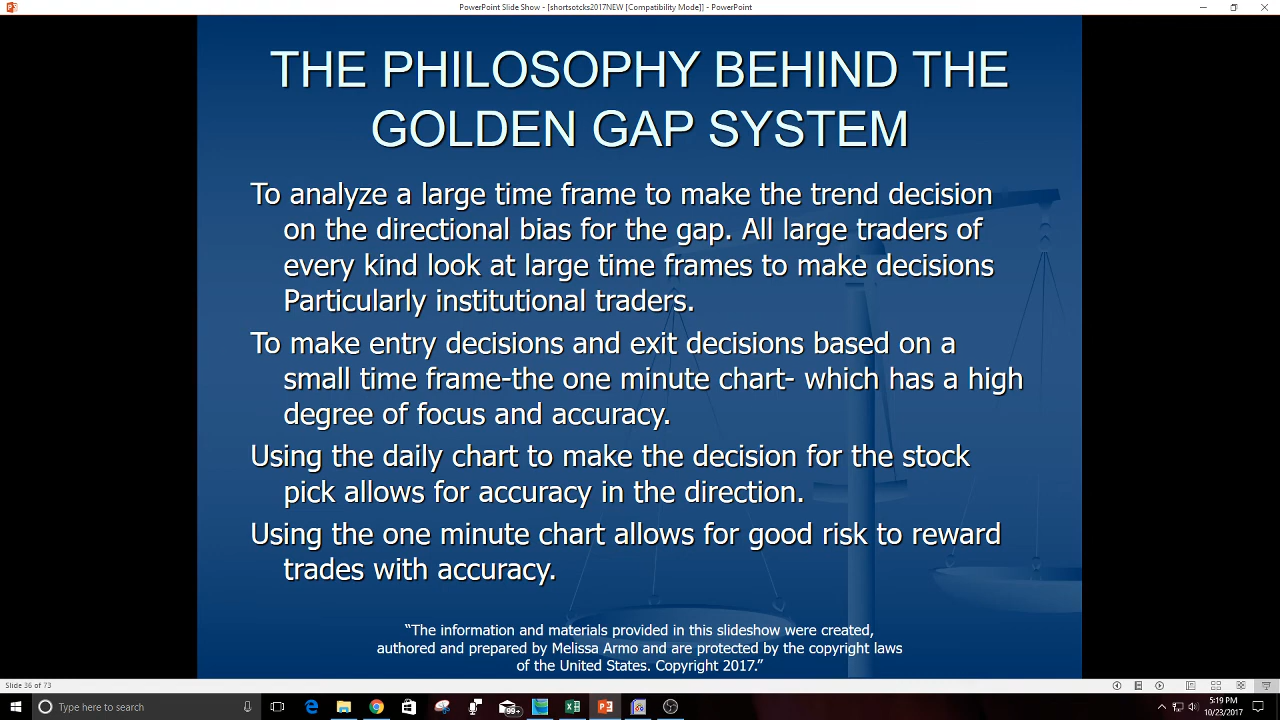 PowerPoint Slide Show - [shortsotcks2017NEW [Compatibility Mode]] - PowerPoint
THE PHILOSOPHY BEHIND THE
GOLDEN GAP SYSTEM
To analyze a large time frame to make the trend decision
on the directional bias for the gap. All large traders of
every kind look at large time frames to make decisions
Particularly institutional traders.
To make entry decisions and exit decisions based on a
small time frame-the one minute chart- which has a high
degree of focus and accuracy.
Using the daily chart to make the decision for the stock
pick allows for accuracy in the direction.
Using the one minute chart allows for good risk to reward
trades with accuracy.
“The information and materials provided in this slideshow were created,
authored and prepared by Melissa Armo and are protected by the copyright laws
of the United States. Copyright 2017.”
Slide 36 of 73
Type here to search
99+
5:19 PM
10/23/2017